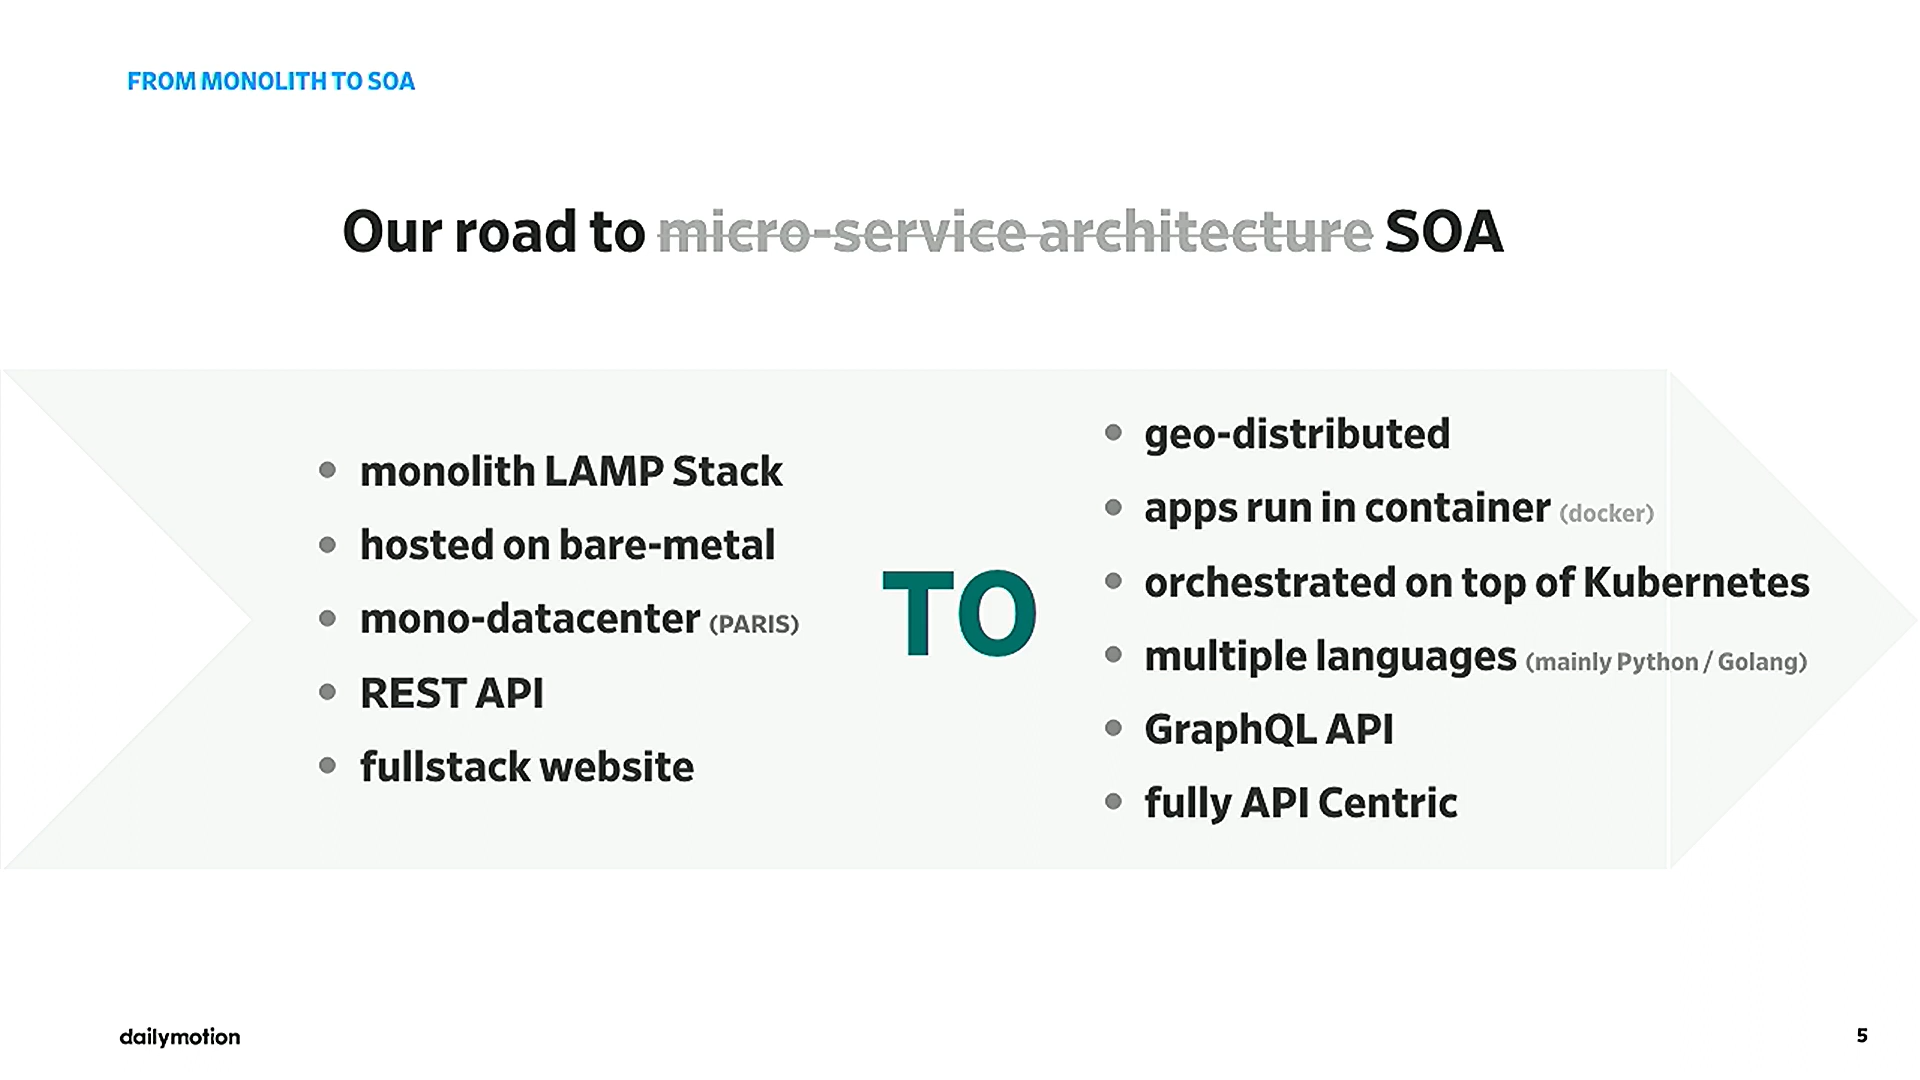 FROM MONOLITH TO SOA
Our road to micro-service architecture SOA
monolith LAMP Stack
hosted on bare-metal
mono-datacenter (PARIS)
REST API
fullstack website
TO
geo-distributed
apps run in container (docker)
orchestrated on top of Kubernetes
multiple languages (mainly Python / Golang)
GraphQL API
fully API Centric
dailymotion
5